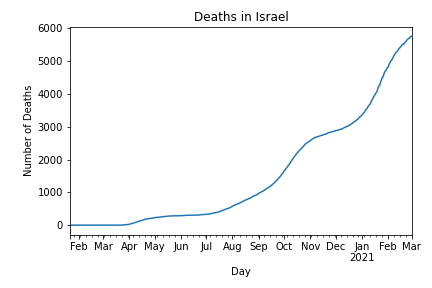 Deaths in Israel
Number of Deaths
6000
5000
4000
3000
2000
1000
0
Feb Mar Apr May Jun Jul Aug Sep Oct Nov Dec Jan Feb Mar
2021
Day